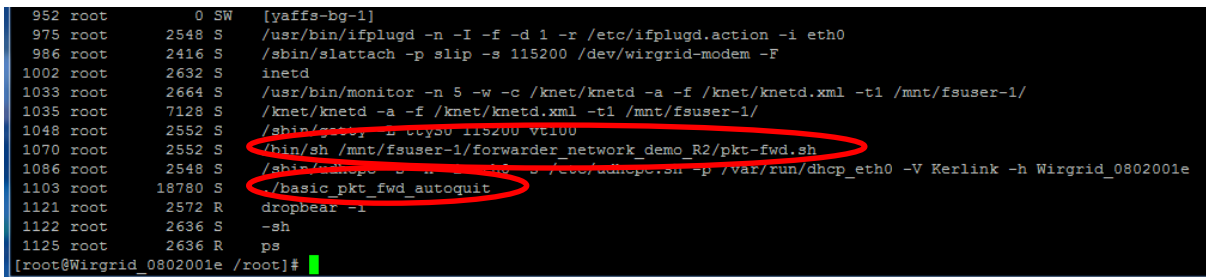 952 root 0 SW [yaffs-bg-1]
975 root 2548 S /usr/bin/ifplugd -n -I -f -d 1 -r /etc/ifplugd.action -i eth0
986 root 2416 S /sbin/slattach -p slip -s 115200 /dev/wirgrid-modem -F
1002 root 2632 S inetd
1033 root 2664 S /usr/bin/monitor -n 5 -w -c /knet/knetd -a -f /knet/knetd.xml -t1 /mnt/fsuser-1/
1035 root 7128 S /knet/knetd -a -f /knet/knetd.xml -t1 /mnt/fsuser-1/
1048 root 2552 S /sbin/getty -L ttyS0 115200 vt100
1070 root 2552 S /bin/sh /mnt/fsuser-1/forwarder_network_demo_R2/pkt-fwd.sh
1086 root 2548 S /sbin/udhcpc -S -s /etc/udhcpc.sh -p /var/run/dhcp_eth0 -V Kerlink -h Wirgrid_0802001e
1103 root 18780 S ./basic_pkt_fwd_autoquit
1121 root 2572 R dropbear -i
1122 root 2636 S -sh
1125 root 2636 R ps
[root@Wirgrid_0802001e /root]#